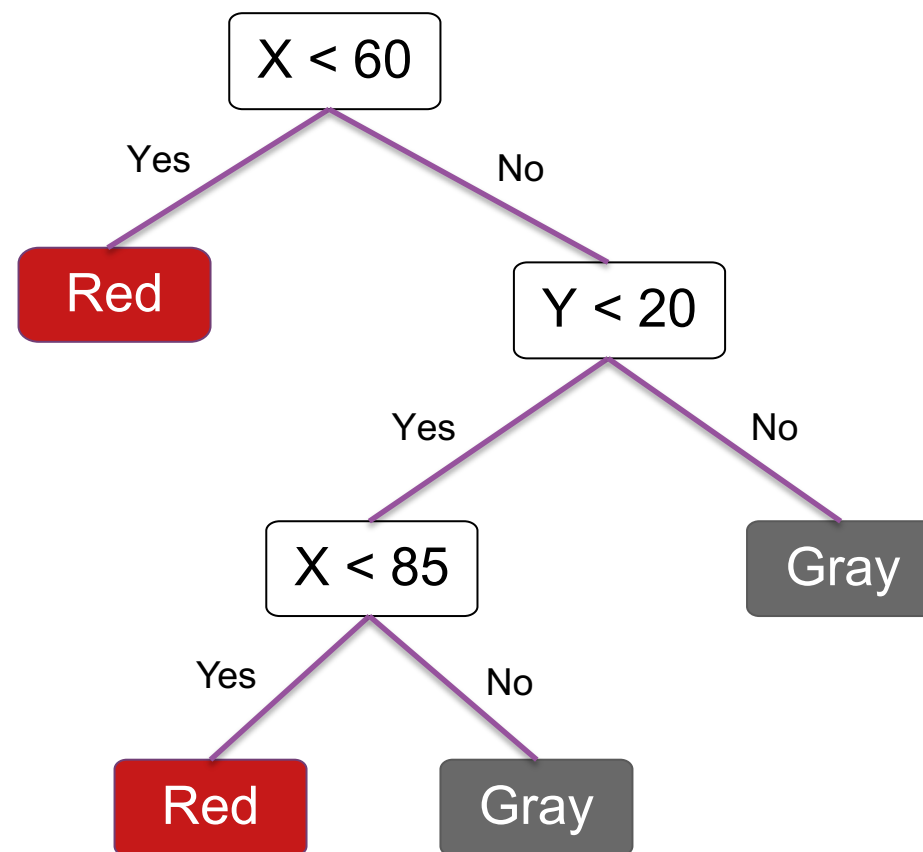 X < 60
Yes
No
Red
Y < 20
Yes
No
X < 85
Gray
Yes
No
Red
Gray